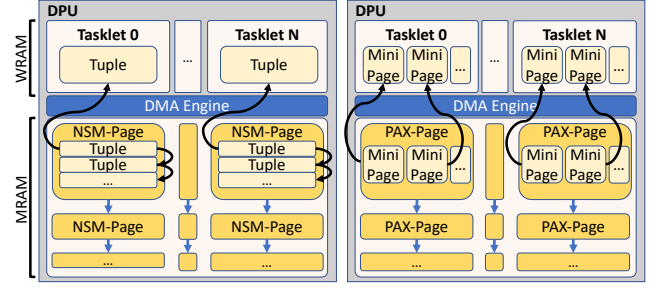 DPU
WRAM
Tasklet 0
Tuple
...
Tasklet N
Tuple
DMA Engine
MRAM
NSM-Page
Tuple
Tuple
...
NSM-Page
...
NSM-Page
Tuple
Tuple
...
NSM-Page
...
DPU
Tasklet 0
Mini
Page
Mini
Page
...
...
Tasklet N
Mini
Page
Mini
Page
...
DMA Engine
PAX-Page
Mini
Page
Mini
Page
...
PAX-Page
...
PAX-Page
Mini
Page
Mini
Page
...
PAX-Page
...